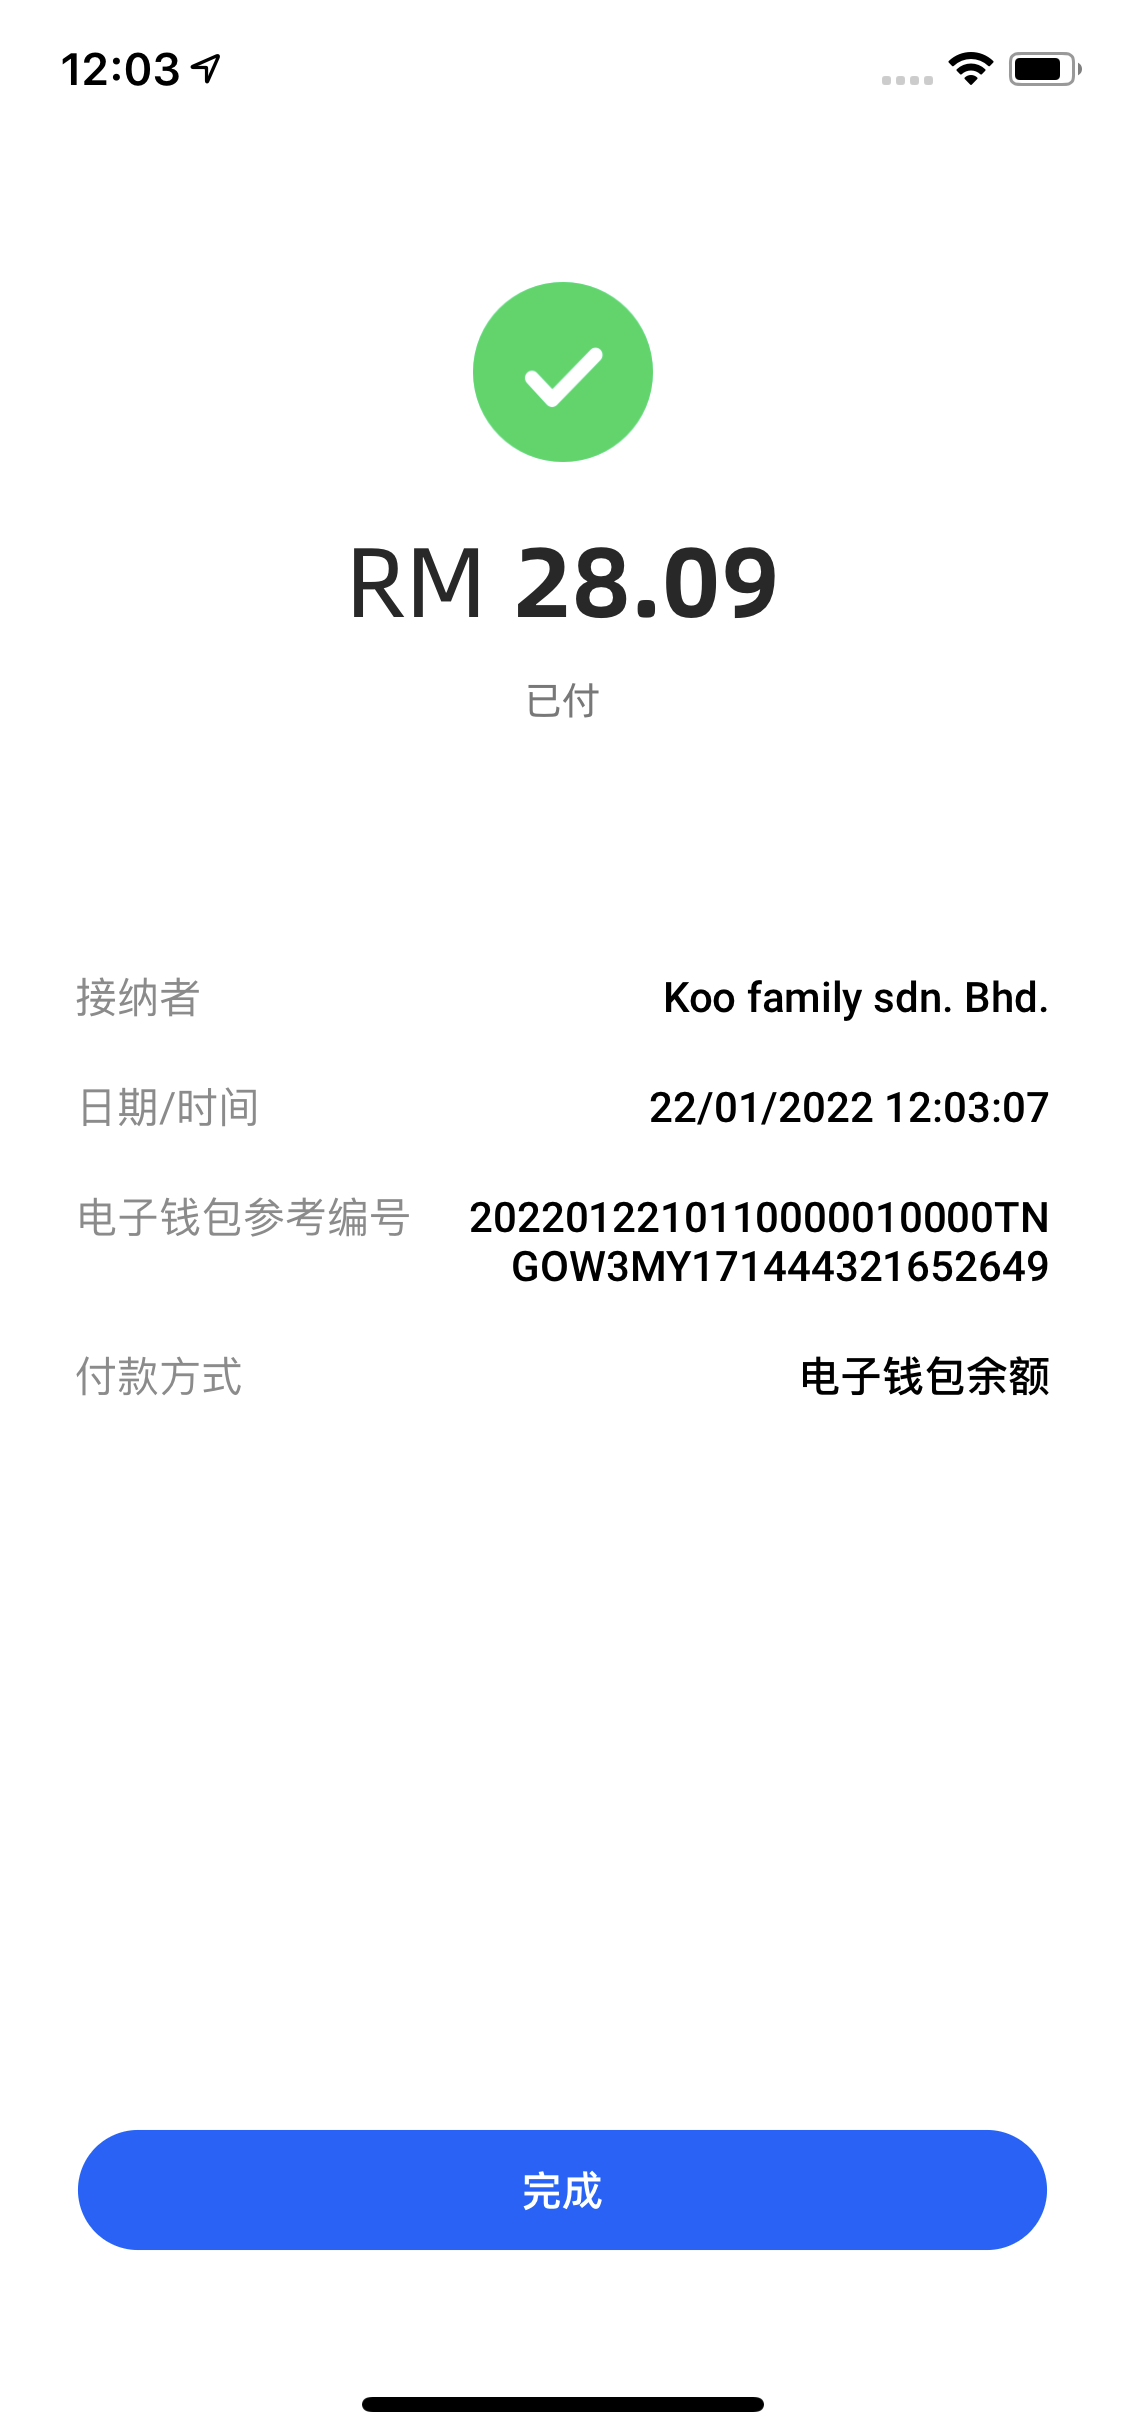 12:03
RM 28.09
已付
接纳者 Koo family sdn. Bhd.
日期/时间 22/01/2022 12:03:07
电子钱包参考编号 20220122101110000010000TN
GOW3MY171444321652649
付款方式 电子钱包余额
完成